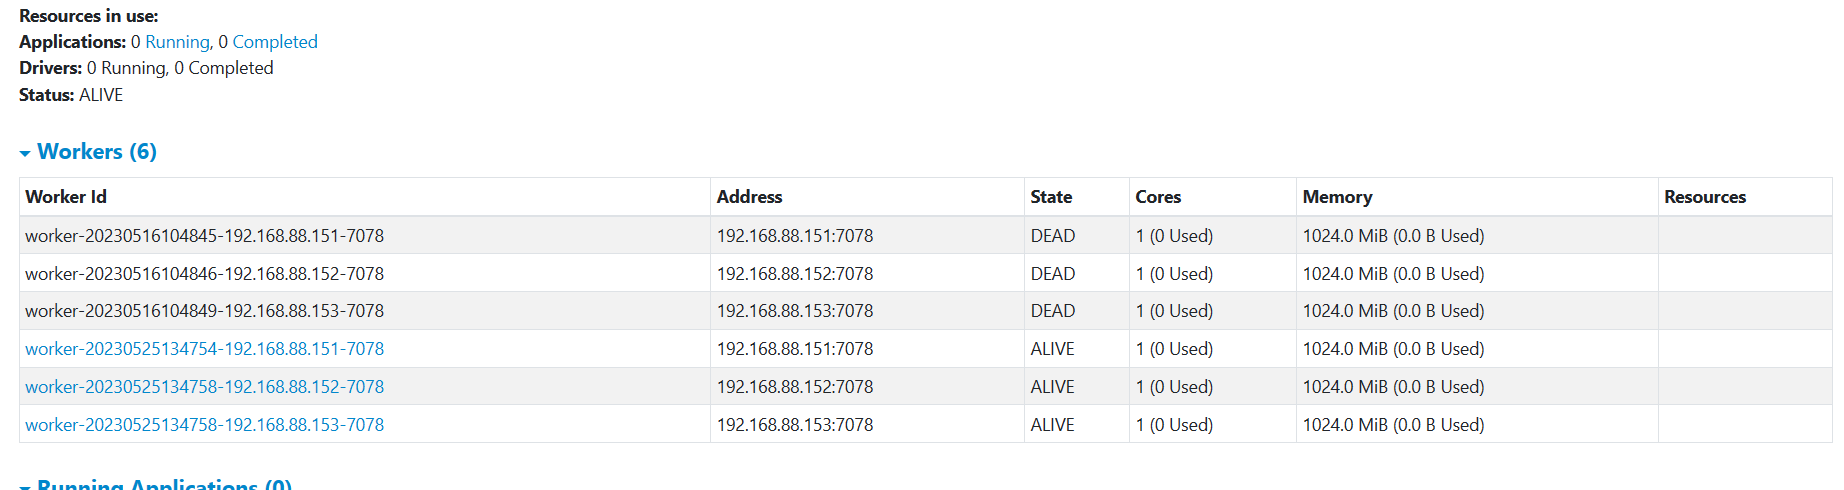 Resources in use:
Applications: 0 Running, 0 Completed
Drivers: 0 Running, 0 Completed
Status: ALIVE
Workers (6)
Worker Id Address State Cores Memory Resources
worker-20230516104845-192.168.88.151-7078 192.168.88.151:7078 DEAD 1 (0 Used) 1024.0 MiB (0.0 B Used)
worker-20230516104846-192.168.88.152-7078 192.168.88.152:7078 DEAD 1 (0 Used) 1024.0 MiB (0.0 B Used)
worker-20230516104849-192.168.88.153-7078 192.168.88.153:7078 DEAD 1 (0 Used) 1024.0 MiB (0.0 B Used)
worker-20230525134754-192.168.88.151-7078 192.168.88.151:7078 ALIVE 1 (0 Used) 1024.0 MiB (0.0 B Used)
worker-20230525134758-192.168.88.152-7078 192.168.88.152:7078 ALIVE 1 (0 Used) 1024.0 MiB (0.0 B Used)
worker-20230525134758-192.168.88.153-7078 192.168.88.153:7078 ALIVE 1 (0 Used) 1024.0 MiB (0.0 B Used)
Running Applications (0)